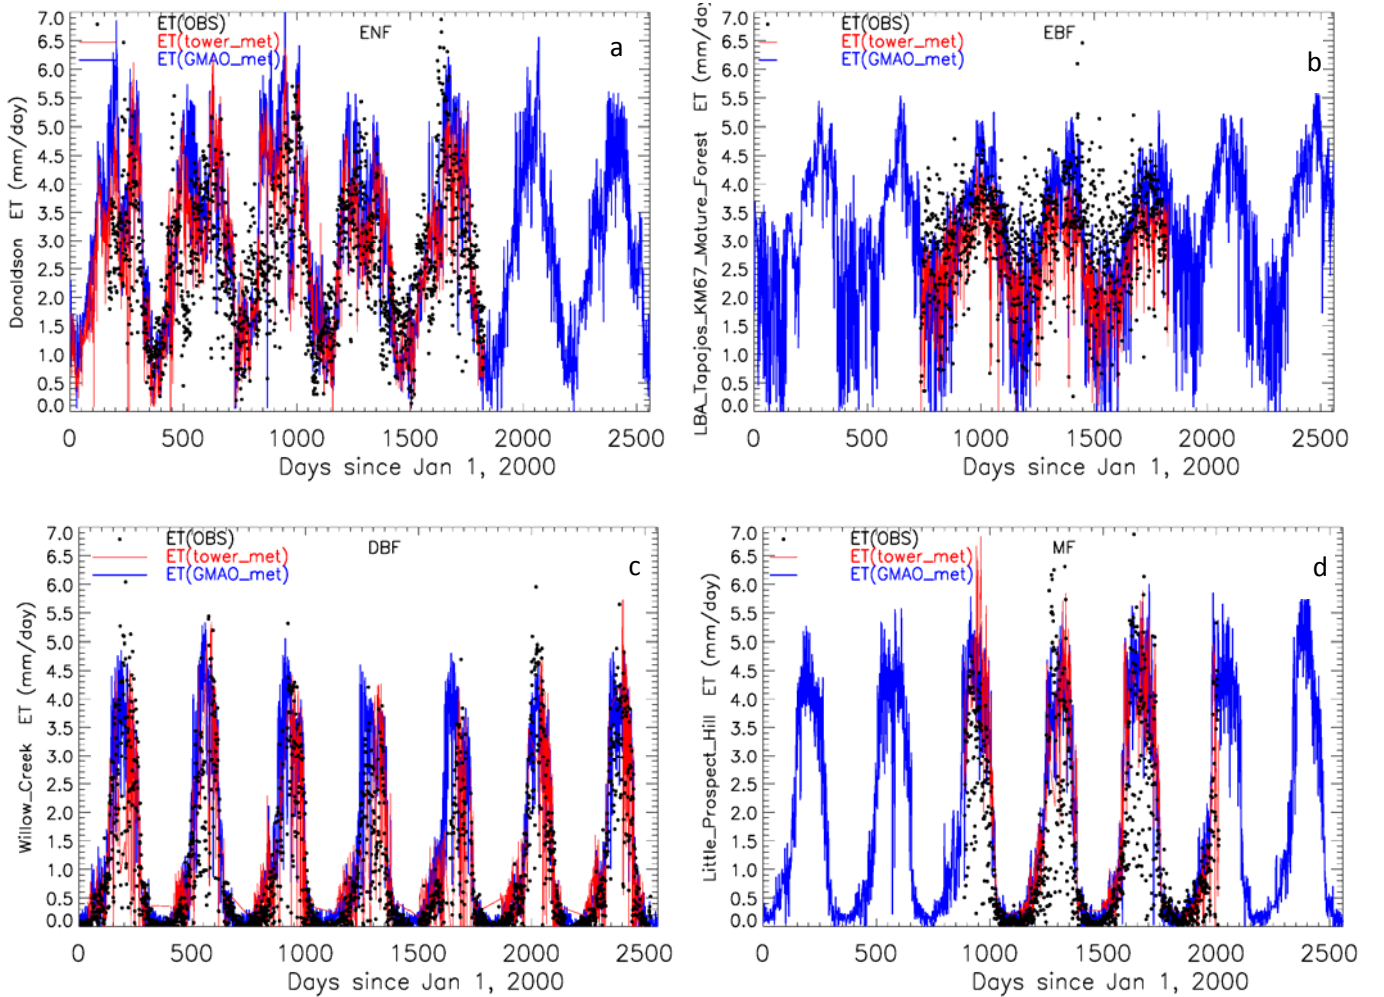 7.0
6.5
6.0
5.5
5.0
4.5
4.0
3.5
3.0
2.5
2.0
1.5
1.0
0.5
0.0
Donaldson ET (mm/day)
ET(OBS)
ET(tower_met)
ET(GMAO_met)
ENF
a
0 500 1000 1500 2000 2500
Days since Jan 1, 2000
7.0
6.5
6.0
5.5
5.0
4.5
4.0
3.5
3.0
2.5
2.0
1.5
1.0
0.5
0.0
LBA_Tapajos_KM67_Mature_Forest ET (mm/day)
ET(OBS)
ET(tower_met)
ET(GMAO_met)
EBF
b
0 500 1000 1500 2000 2500
Days since Jan 1, 2000
7.0
6.5
6.0
5.5
5.0
4.5
4.0
3.5
3.0
2.5
2.0
1.5
1.0
0.5
0.0
Willow_Creek ET (mm/day)
ET(OBS)
ET(tower_met)
ET(GMAO_met)
DBF
c
0 500 1000 1500 2000 2500
Days since Jan 1, 2000
7.0
6.5
6.0
5.5
5.0
4.5
4.0
3.5
3.0
2.5
2.0
1.5
1.0
0.5
0.0
Little_Prospect_Hill ET (mm/day)
ET(OBS)
ET(tower_met)
ET(GMAO_met)
MF
d
0 500 1000 1500 2000 2500
Days since Jan 1, 2000